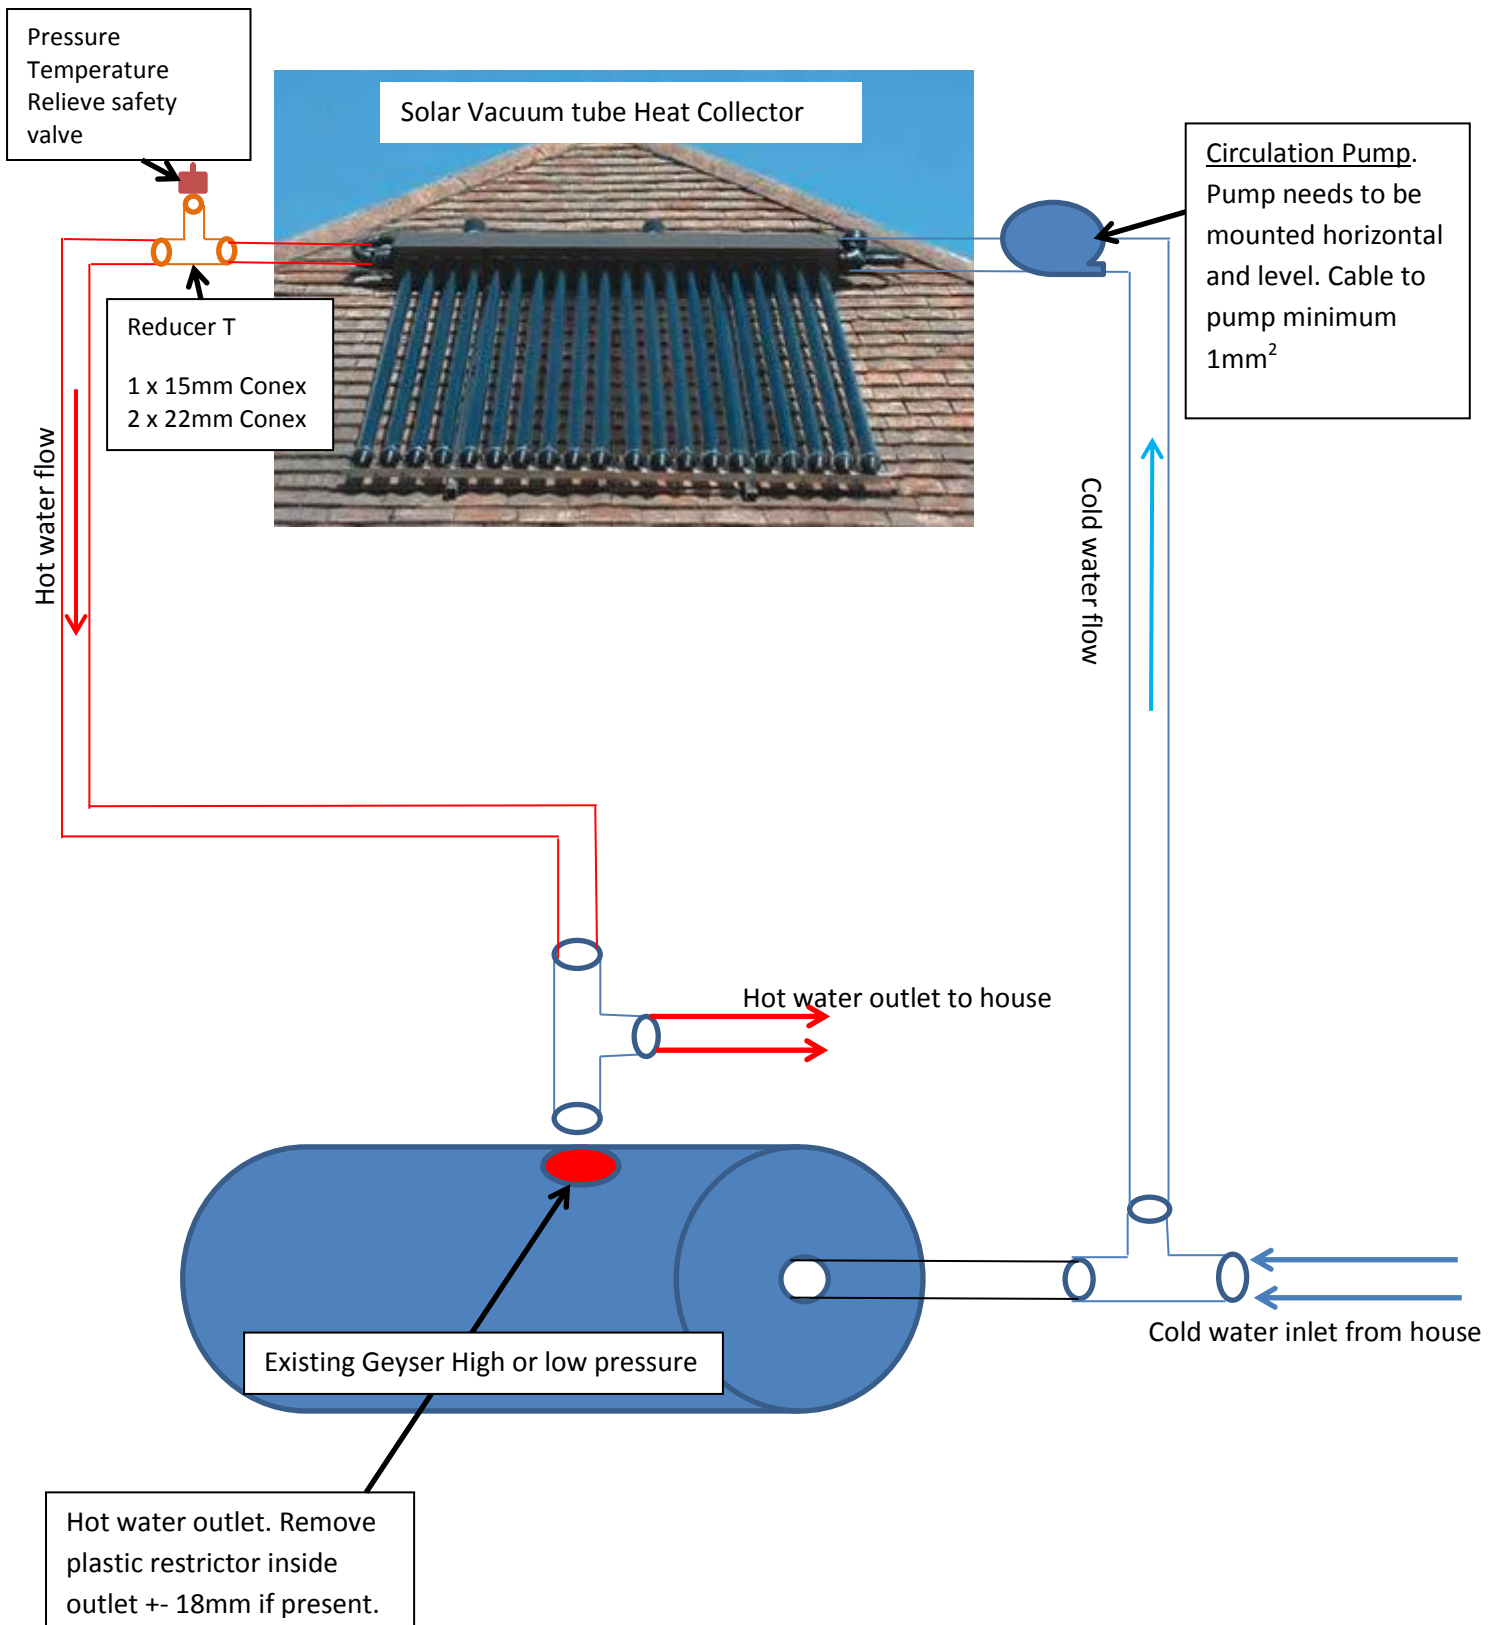 Pressure
Temperature
Relieve safety
valve
Solar Vacuum tube Heat Collector
Circulation Pump.
Pump needs to be
mounted horizontal
and level. Cable to
pump minimum
1mm²
Reducer T
1 x 15mm Conex
2 x 22mm Conex
Hot water flow
Cold water flow
Hot water outlet to house
Cold water inlet from house
Existing Geyser High or low pressure
Hot water outlet. Remove
plastic restrictor inside
outlet +- 18mm if present.